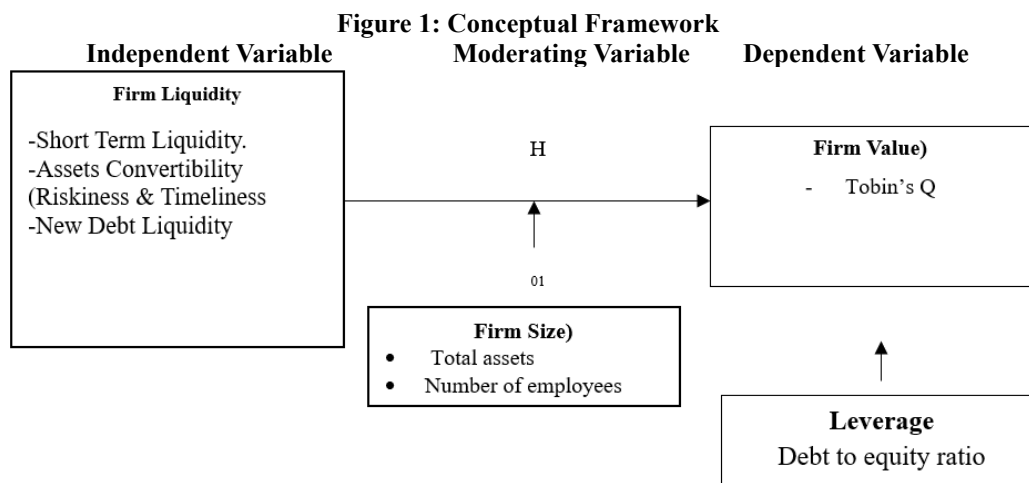 Figure 1: Conceptual Framework
Independent Variable Moderating Variable Dependent Variable
Firm Liquidity
-Short Term Liquidity.
-Assets Convertibility
(Riskiness & Timeliness
-New Debt Liquidity
H
01
Firm Size)
• Total assets
• Number of employees
Firm Value)
- Tobin's Q
Leverage
Debt to equity ratio